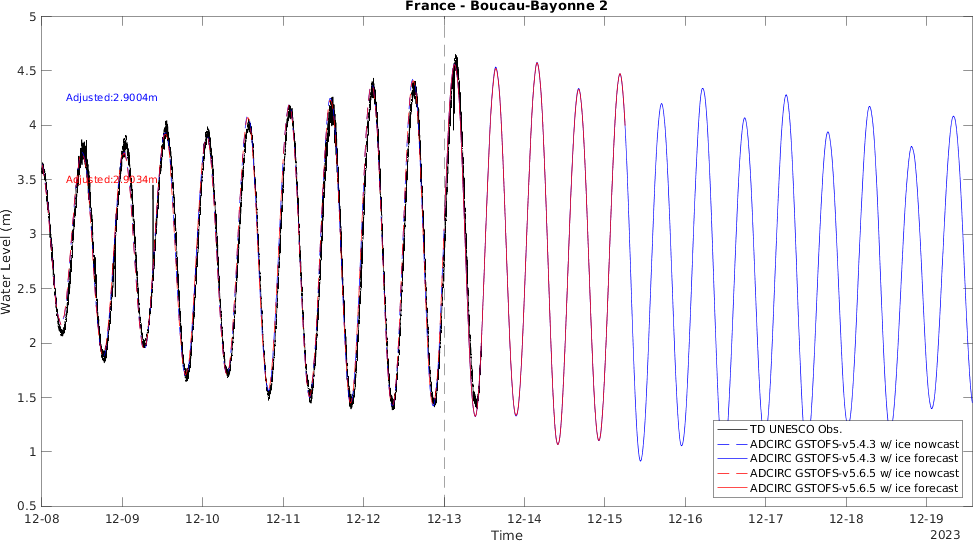 France - Boucau-Bayonne 2
5
4.5
4
3.5
3
2.5
2
1.5
1
0.5
Water Level (m)
Adjusted:2.9004m
Adjusted:2.9034m
TD UNESCO Obs.
ADCIRC GSTOFS-v5.4.3 w/ ice nowcast
ADCIRC GSTOFS-v5.4.3 w/ ice forecast
ADCIRC GSTOFS-v5.6.5 w/ ice nowcast
ADCIRC GSTOFS-v5.6.5 w/ ice forecast
12-08 12-09 12-10 12-11 12-12 12-13 12-14 12-15 12-16 12-17 12-18 12-19
Time
2023